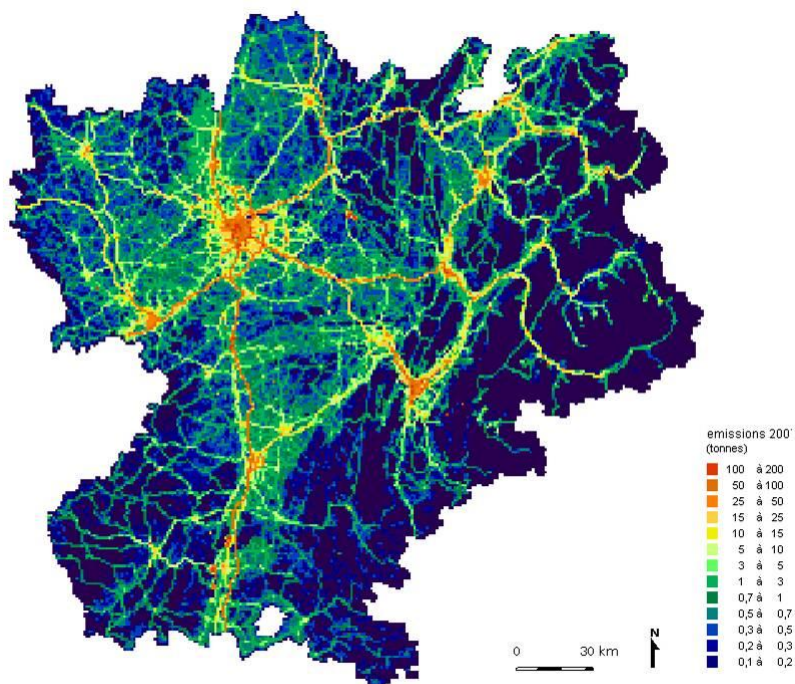 emissions 200
(tonnes)
100 à 200
50 à 100
25 à 50
15 à 25
10 à 15
5 à 10
3 à 5
1 à 3
0,7 à 1
0,5 à 0,7
0,3 à 0,5
0,2 à 0,3
0,1 à 0,2
0 30 km
N